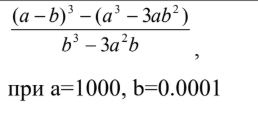 (a − b)³ − (a³ − 3ab²)
b³ − 3a²b ,
при a=1000, b=0.0001